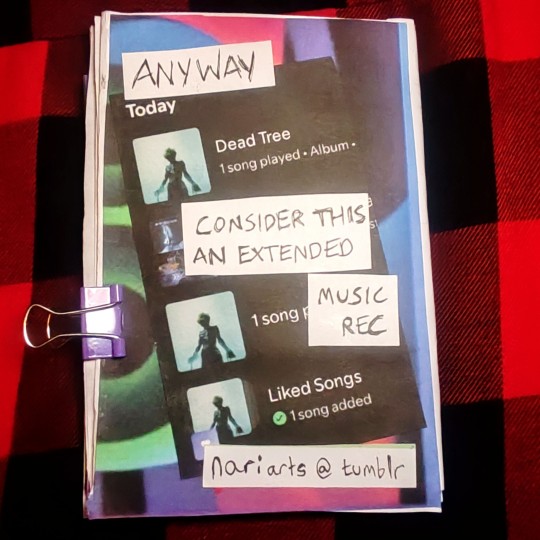 ANYWAY
Today
Dead Tree
1 song played • Album •
CONSIDER THIS
AN EXTENDED
MUSIC
REC
1 song
Liked Songs
1 song added
nariarts @ tumblr